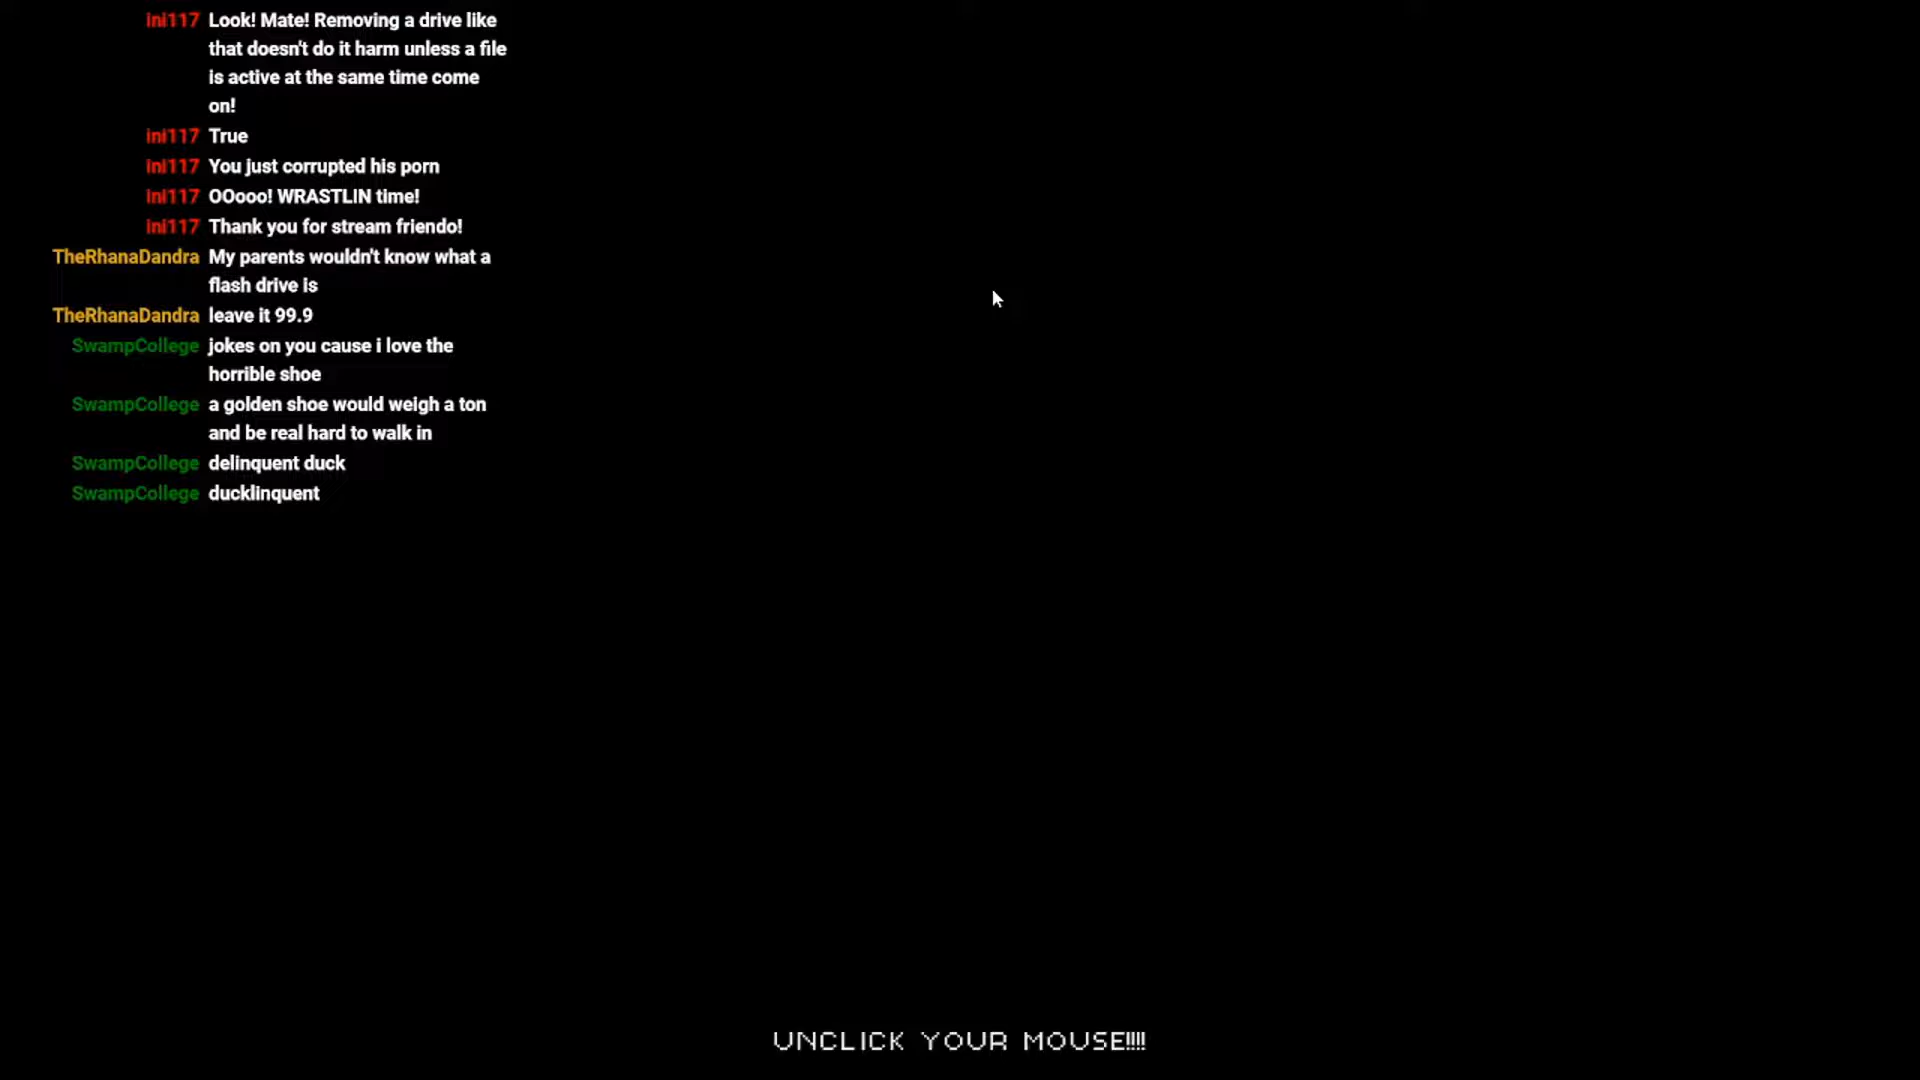 ini117 Look! Mate! Removing a drive like
that doesn't do it harm unless a file
is active at the same time come
on!
ini117 True
ini117 You just corrupted his porn
ini117 OOooo! WRASTLIN time!
ini117 Thank you for stream friendo!
TheRhanaDandra My parents wouldn't know what a
flash drive is
TheRhanaDandra leave it 99.9
SwampCollege jokes on you cause i love the
horrible shoe
SwampCollege a golden shoe would weigh a ton
and be real hard to walk in
SwampCollege delinquent duck
SwampCollege ducklinquent
UNCLICK YOUR MOUSE!!!!